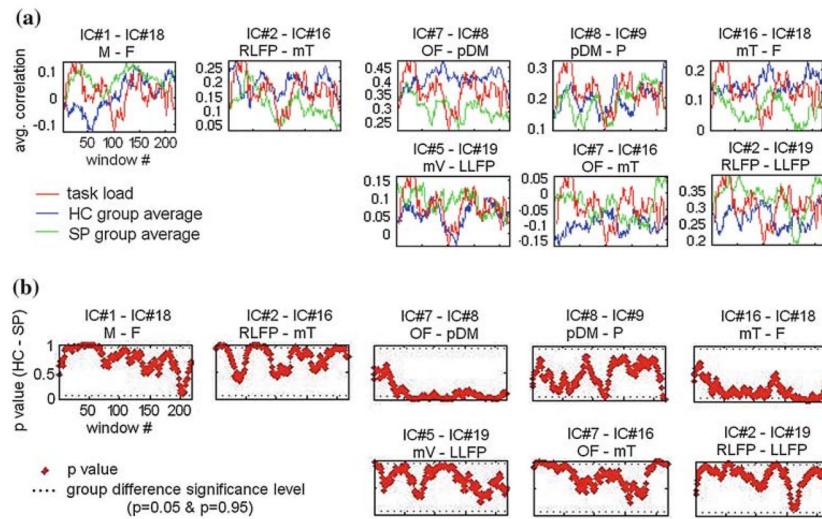 (a)
IC#1 - IC#18
M - F
IC#2 - IC#16
RLFP - mT
IC#7 - IC#8
OF - pDM
IC#8 - IC#9
pDM - P
IC#16 - IC#18
mT - F
avg. correlation
0.1
0
-0.1
50 100 150 200
window #
0.25
0.2
0.15
0.1
0.05
0.45
0.4
0.35
0.3
0.25
0.3
0.2
0.1
0.3
0.2
0.1
IC#5 - IC#19
mV - LLFP
IC#7 - IC#16
OF - mT
IC#2 - IC#19
RLFP - LLFP
0.15
0.1
0.05
0
0.05
0
-0.05
-0.1
-0.15
0.35
0.3
0.25
0.2
task load
HC group average
SP group average
(b)
IC#1 - IC#18
M - F
IC#2 - IC#16
RLFP - mT
IC#7 - IC#8
OF - pDM
IC#8 - IC#9
pDM - P
IC#16 - IC#18
mT - F
p value (HC - SP)
1
0.5
0
50 100 150 200
window #
IC#5 - IC#19
mV - LLFP
IC#7 - IC#16
OF - mT
IC#2 - IC#19
RLFP - LLFP
p value
group difference significance level
(p=0.05 & p=0.95)